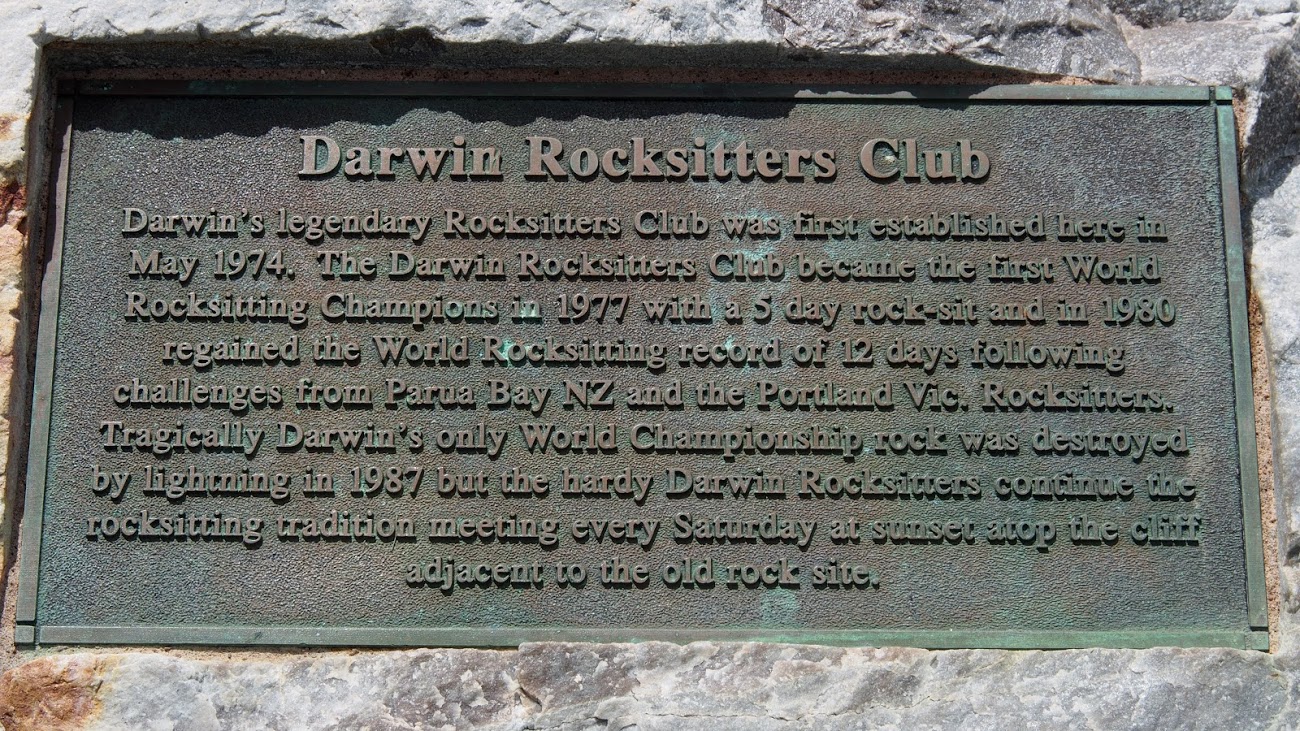 Darwin Rocksitters Club
Darwin's legendary Rocksitters Club was first established here in
May 1974. The Darwin Rocksitters Club became the first World
Rocksitting Champions in 1977 with a 5 day rock-sit and in 1980
regained the World Rocksitting record of 12 days following
challenges from Parua Bay NZ and the Portland Vic. Rocksitters.
Tragically Darwin's only World Championship rock was destroyed
by lightning in 1987 but the hardy Darwin Rocksitters continue the
rocksitting tradition meeting every Saturday at sunset atop the cliff
adjacent to the old rock site.